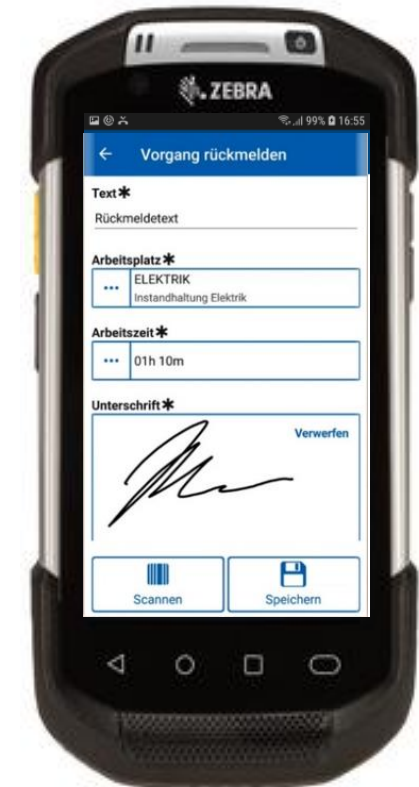 ZEBRA
99% 16:55
Vorgang rückmelden
Text*
Rückmeldetext
Arbeitsplatz*
ELEKTRIK
Instandhaltung Elektrik
Arbeitszeit*
01h 10m
Unterschrift*
Verwerfen
Scannen
Speichern